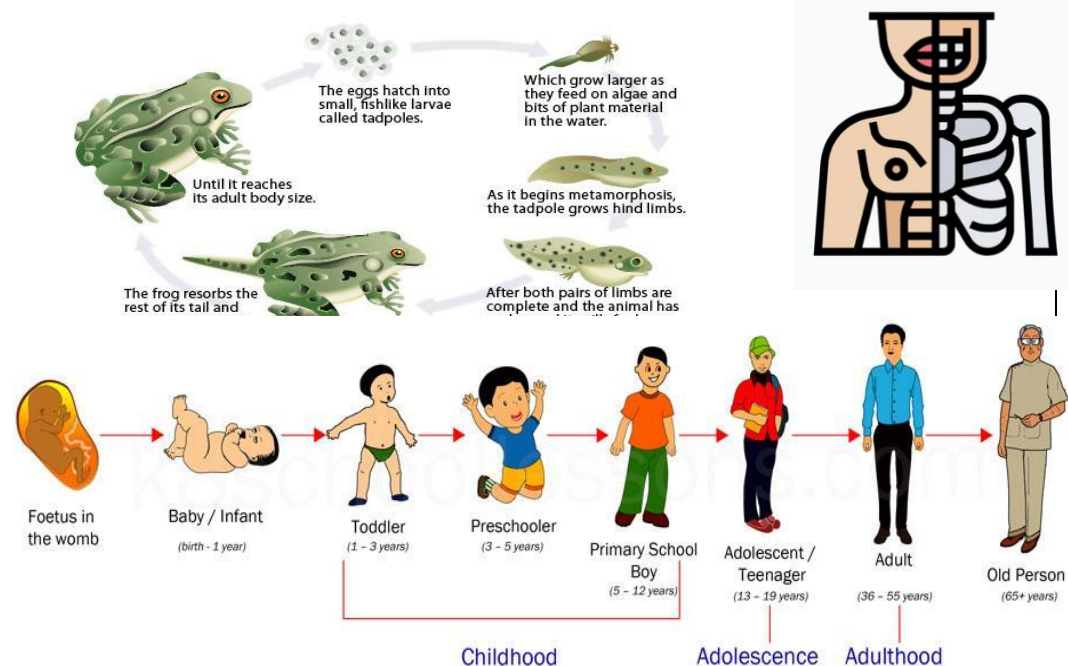 The eggs hatch into
small, fishlike larvae
called tadpoles.
Which grow larger as
they feed on algae and
bits of plant material
in the water.
As it begins metamorphosis,
the tadpole grows hind limbs.
After both pairs of limbs are
complete and the animal has
The frog resorbs the
rest of its tail and
Until it reaches
its adult body size.
Foetus in
the womb
Baby / Infant
(birth - 1 year)
Toddler
(1 – 3 years)
Preschooler
(3 – 5 years)
Primary School
Boy
(5 – 12 years)
Adolescent /
Teenager
(13 – 19 years)
Adult
(36 – 55 years)
Old Person
(65+ years)
Childhood
Adolescence
Adulthood